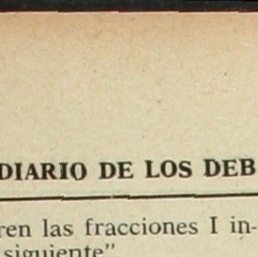 DIARIO DE LOS DEB
ren las fracciones I in-
siguiente"